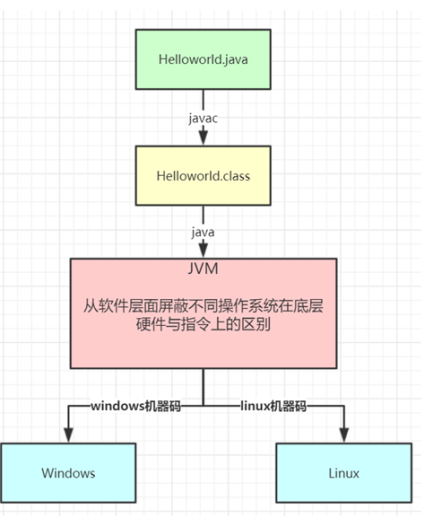 Helloworld.java
javac
Helloworld.class
java
JVM
从软件层面屏蔽不同操作系统在底层
硬件与指令上的区别
windows机器码
linux机器码
Windows
Linux